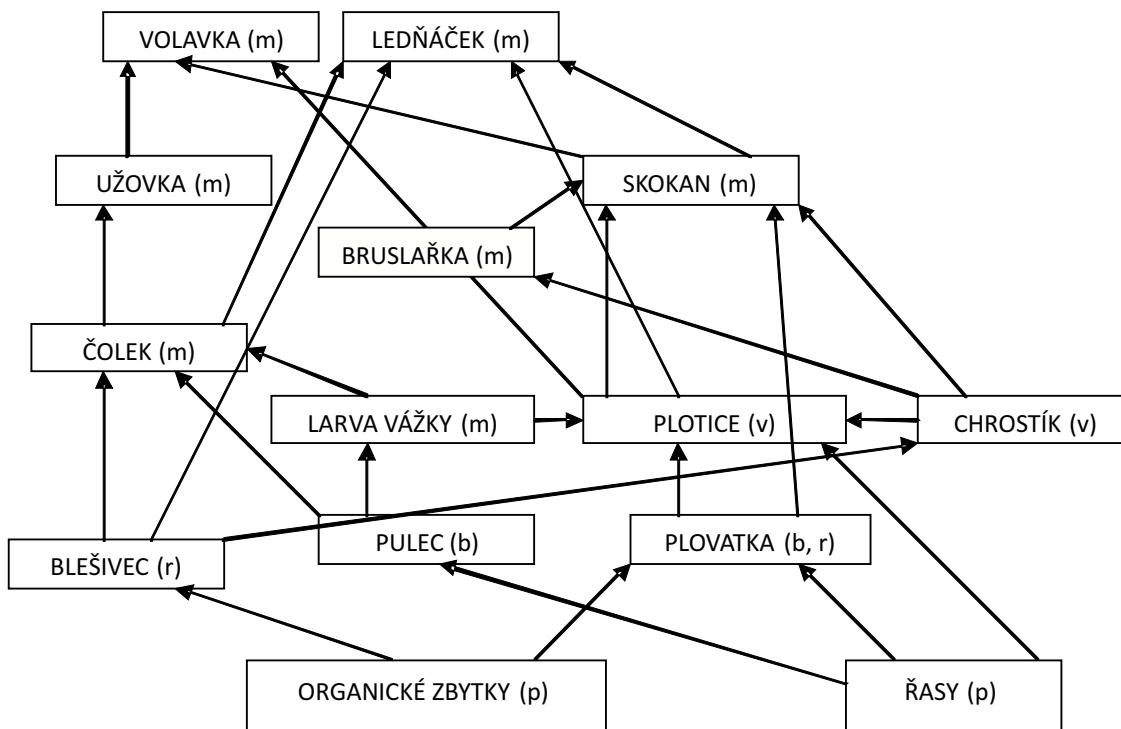 VOLAVKA (m)
LEDŇÁČEK (m)
UŽOVKA (m)
SKOKAN (m)
BRUSLAŘKA (m)
ČOLEK (m)
LARVA VÁŽKY (m)
PLOTICE (v)
CHROSTÍK (v)
BLEŠIVEC (r)
PULEC (b)
PLOVATKA (b, r)
ORGANICKÉ ZBYTKY (p)
ŘASY (p)